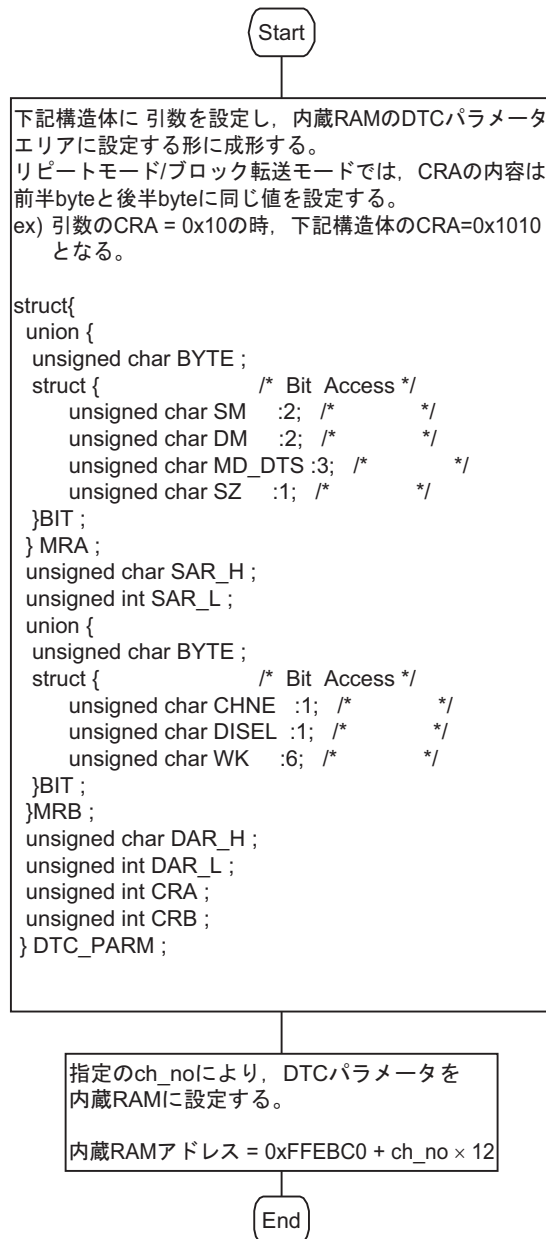 Start
下記構造体に 引数を設定し，内蔵RAMのDTCパラメータ
エリアに設定する形に成形する。
リピートモード/ブロック転送モードでは，CRAの内容は
前半byteと後半byteに同じ値を設定する。
ex) 引数のCRA = 0x10の時，下記構造体のCRA=0x1010
となる。
struct{
union {
unsigned char BYTE ;
struct { /* Bit Access */
unsigned char SM :2; /* */
unsigned char DM :2; /* */
unsigned char MD_DTS :3; /* */
unsigned char SZ :1; /* */
}BIT ;
} MRA ;
unsigned char SAR_H ;
unsigned int SAR_L ;
union {
unsigned char BYTE ;
struct { /* Bit Access */
unsigned char CHNE :1; /* */
unsigned char DISEL :1; /* */
unsigned char WK :6; /* */
}BIT ;
}MRB ;
unsigned char DAR_H ;
unsigned int DAR_L ;
unsigned int CRA ;
unsigned int CRB ;
} DTC_PARM ;
指定のch_noにより，DTCパラメータを
内蔵RAMに設定する。
内蔵RAMアドレス = 0xFFEBC0 + ch_no × 12
End